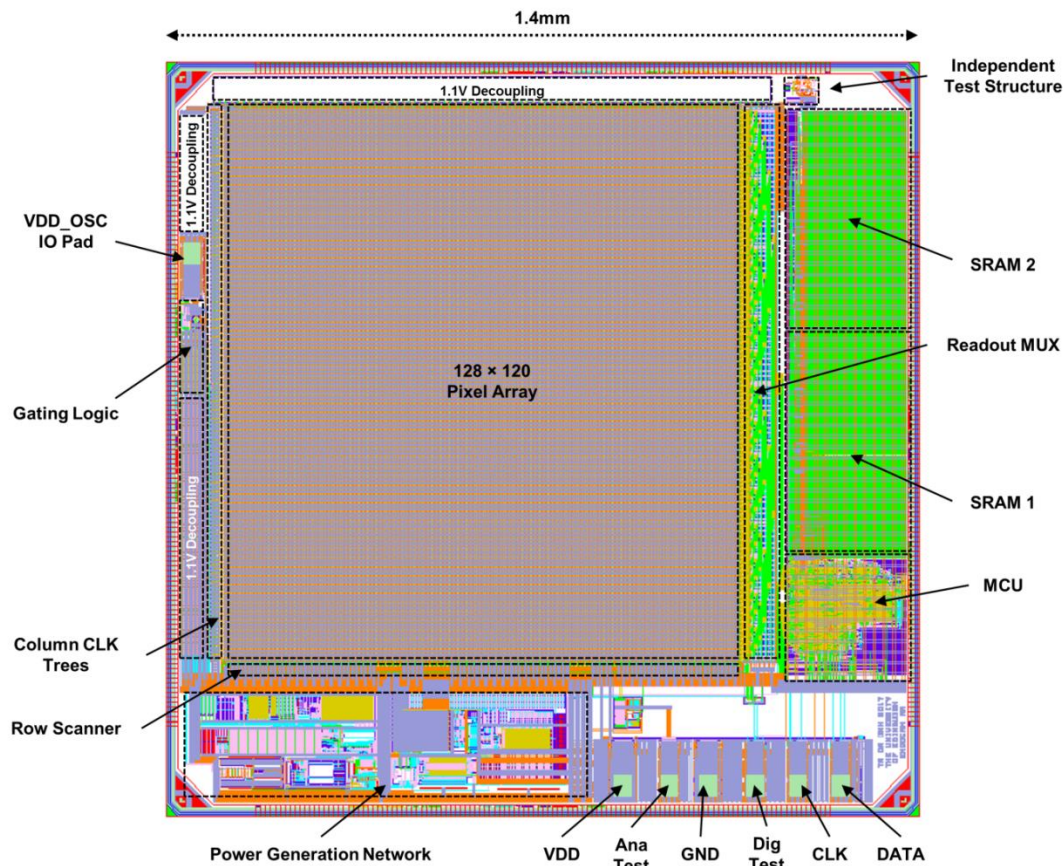 1.4mm
Independent
Test Structure
1.1V Decoupling
1.1V Decoupling
VDD_OSC
IO Pad
SRAM 2
Readout MUX
128 × 120
Pixel Array
Gating Logic
1.1V Decoupling
SRAM 1
MCU
Column CLK
Trees
Row Scanner
Power Generation Network
VDD
Ana
Test
GND
Dig
Test
CLK
DATA